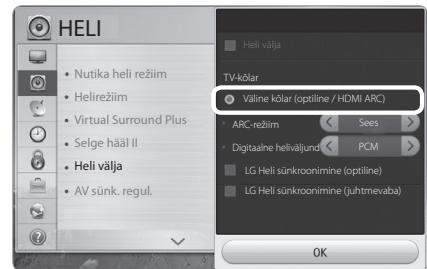 HELI
Nutika heli režiim
Helirežiim
Virtual Surround Plus
Selge hääl II
Heli välja
AV sünk. regul.
Heli välja
TV-kõlar
Väline kõlar (optiline / HDMI ARC)
ARC-režiim
Sees
Digitaalne heliväljund
PCM
LG Heli sünkroonimine (optiline)
LG Heli sünkroonimine (juhtmevaba)
OK